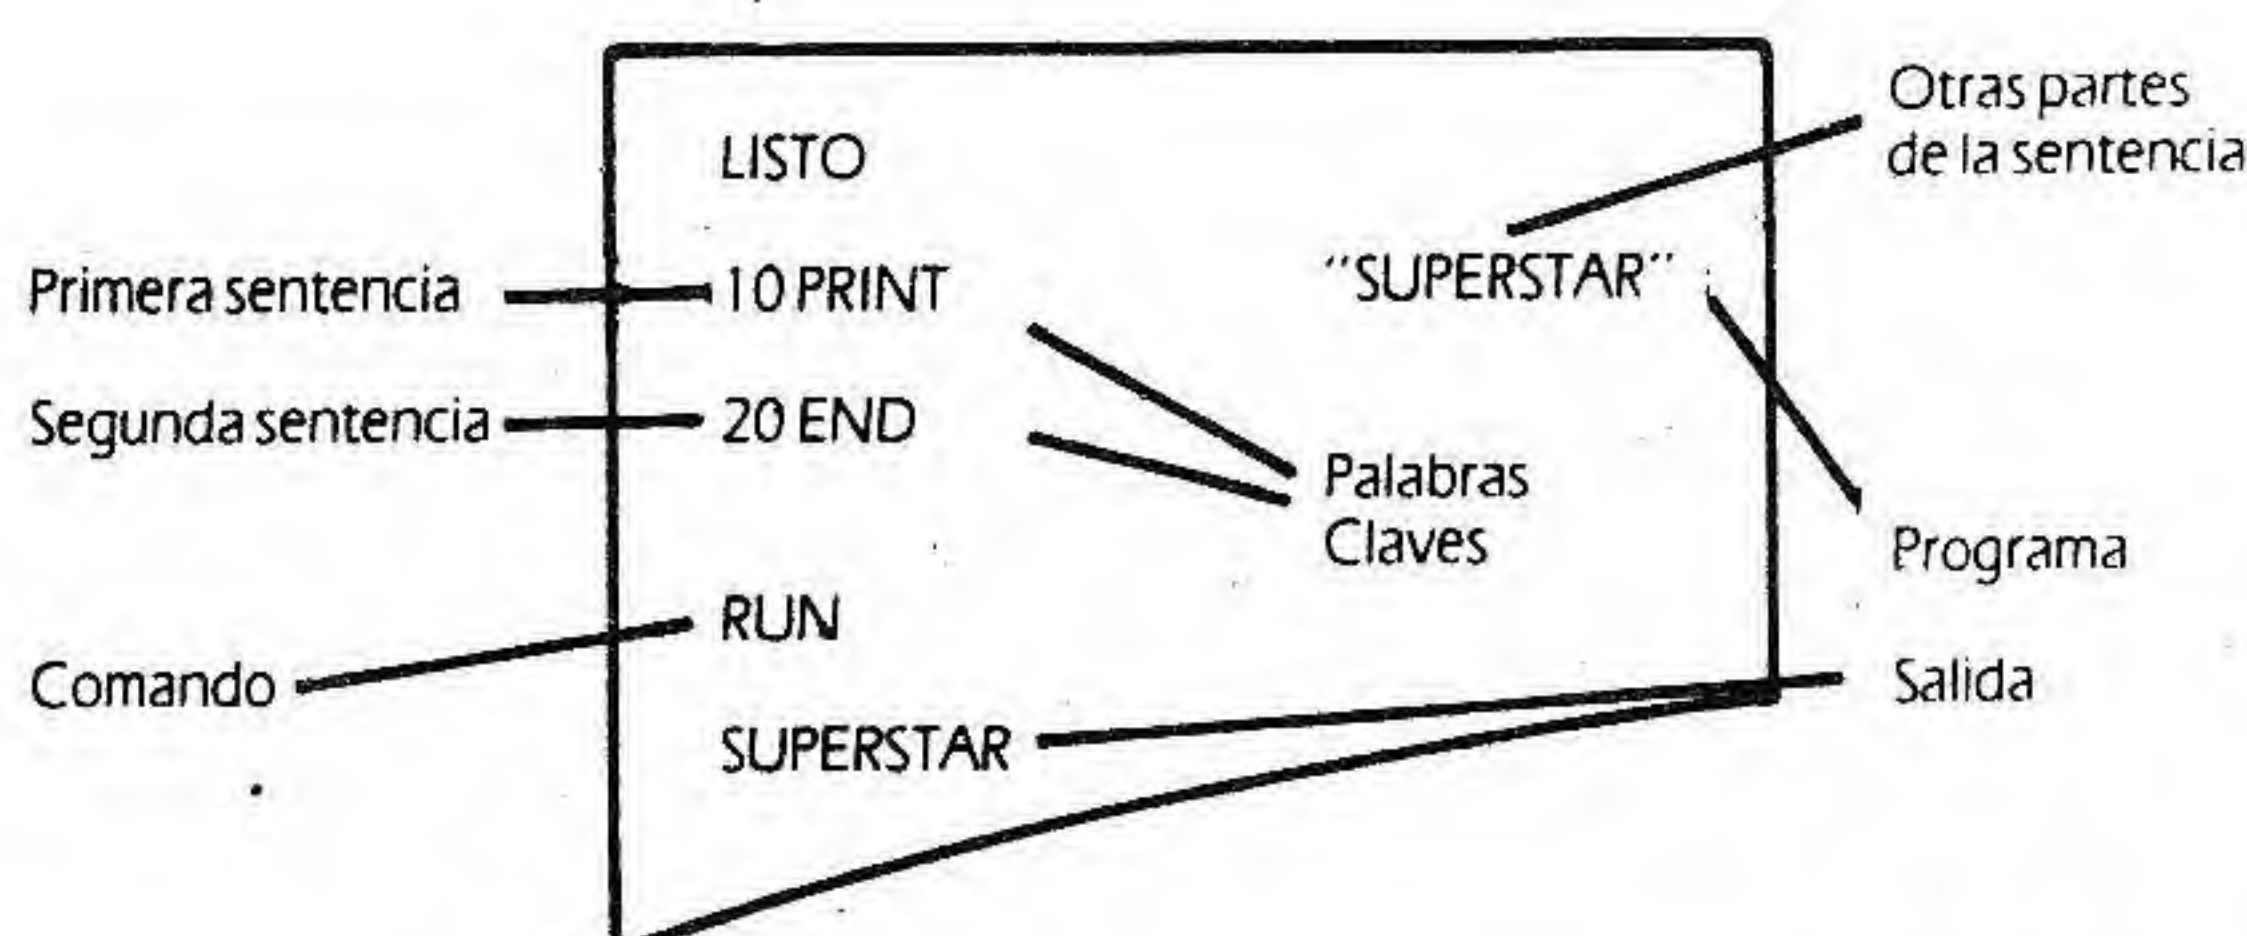 Otras partes
de la sentencia
LISTO
Primera sentencia 10 PRINT "SUPERSTAR"
Segunda sentencia 20 END
Palabras
Claves
Programa
RUN
Comando
Salida
SUPERSTAR